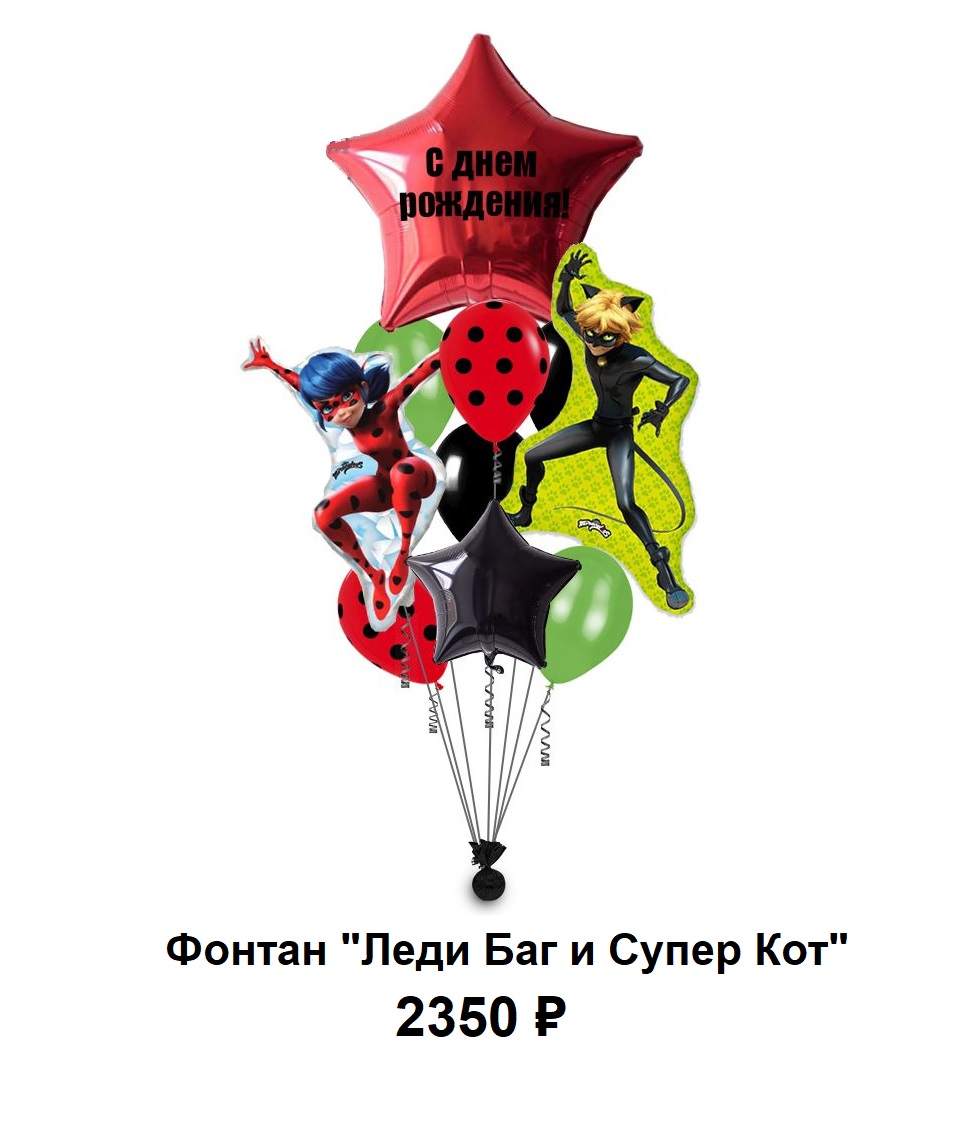 С днем
рождения!
Фонтан "Леди Баг и Супер Кот"
2350 ₽